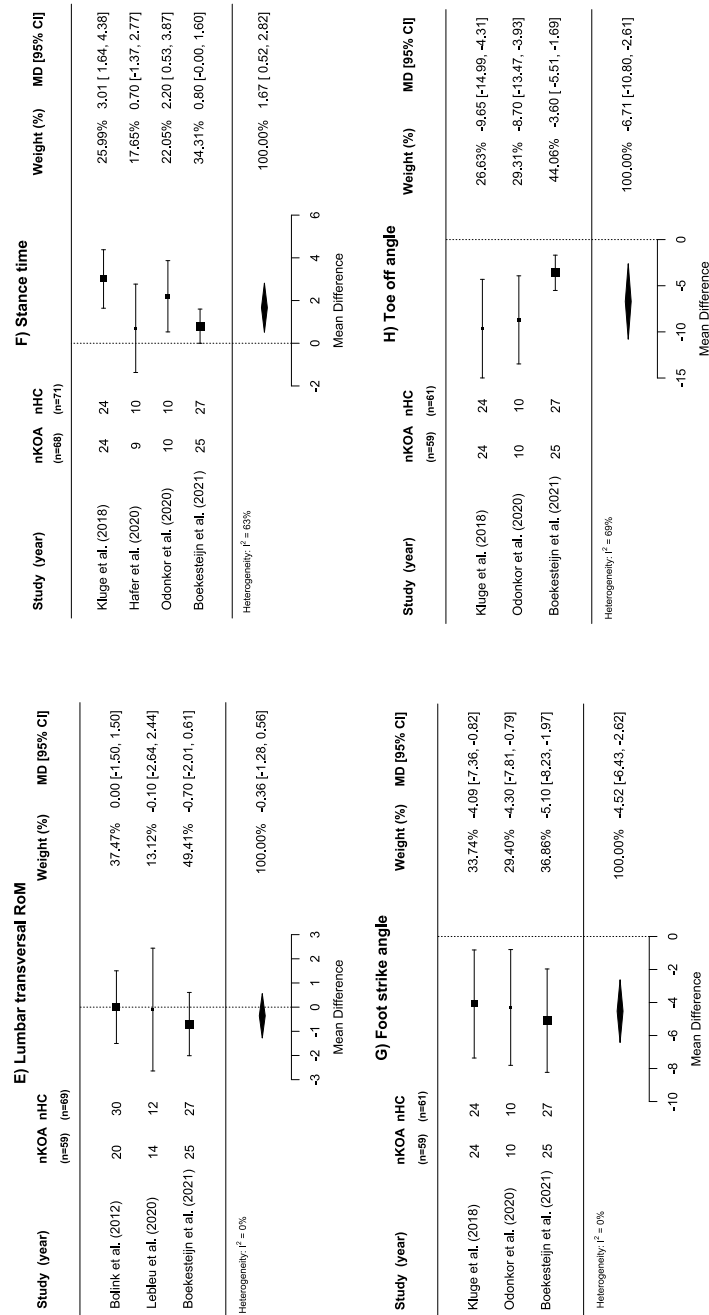 E) Lumbar transversal RoM
Study (year) nKOA nHC Weight (%) MD [95% CI]
(n=59) (n=69)
Bolink et al. (2012) 20 30 37.47% 0.00 [-1.50, 1.50]
Lebleu et al. (2020) 14 12 13.12% -0.10 [-2.64, 2.44]
Boekesteijn et al. (2021) 25 27 49.41% -0.70 [-2.01, 0.61]
Heterogeneity: I² = 0% 100.00% -0.36 [-1.28, 0.56]
-3 -2 -1 0 1 2 3
Mean Difference
F) Stance time
Study (year) nKOA nHC Weight (%) MD [95% CI]
(n=68) (n=71)
Kluge et al. (2018) 24 24 25.99% 3.01 [ 1.64, 4.38]
Hafer et al. (2020) 9 10 17.65% 0.70 [-1.37, 2.77]
Odonkor et al. (2020) 10 10 22.05% 2.20 [ 0.53, 3.87]
Boekesteijn et al. (2021) 25 27 34.31% 0.80 [-0.00, 1.60]
Heterogeneity: I² = 63% 100.00% 1.67 [ 0.52, 2.82]
-2 0 2 4 6
Mean Difference
G) Foot strike angle
Study (year) nKOA nHC Weight (%) MD [95% CI]
(n=59) (n=61)
Kluge et al. (2018) 24 24 33.74% -4.09 [-7.36, -0.82]
Odonkor et al. (2020) 10 10 29.40% -4.30 [-7.81, -0.79]
Boekesteijn et al. (2021) 25 27 36.86% -5.10 [-8.23, -1.97]
Heterogeneity: I² = 0% 100.00% -4.52 [-6.43, -2.62]
-10 -8 -6 -4 -2 0
Mean Difference
H) Toe off angle
Study (year) nKOA nHC Weight (%) MD [95% CI]
(n=59) (n=61)
Kluge et al. (2018) 24 24 26.63% -9.65 [-14.99, -4.31]
Odonkor et al. (2020) 10 10 29.31% -8.70 [-13.47, -3.93]
Boekesteijn et al. (2021) 25 27 44.06% -3.60 [ -5.51, -1.69]
Heterogeneity: I² = 69% 100.00% -6.71 [-10.80, -2.61]
-15 -10 -5 0
Mean Difference